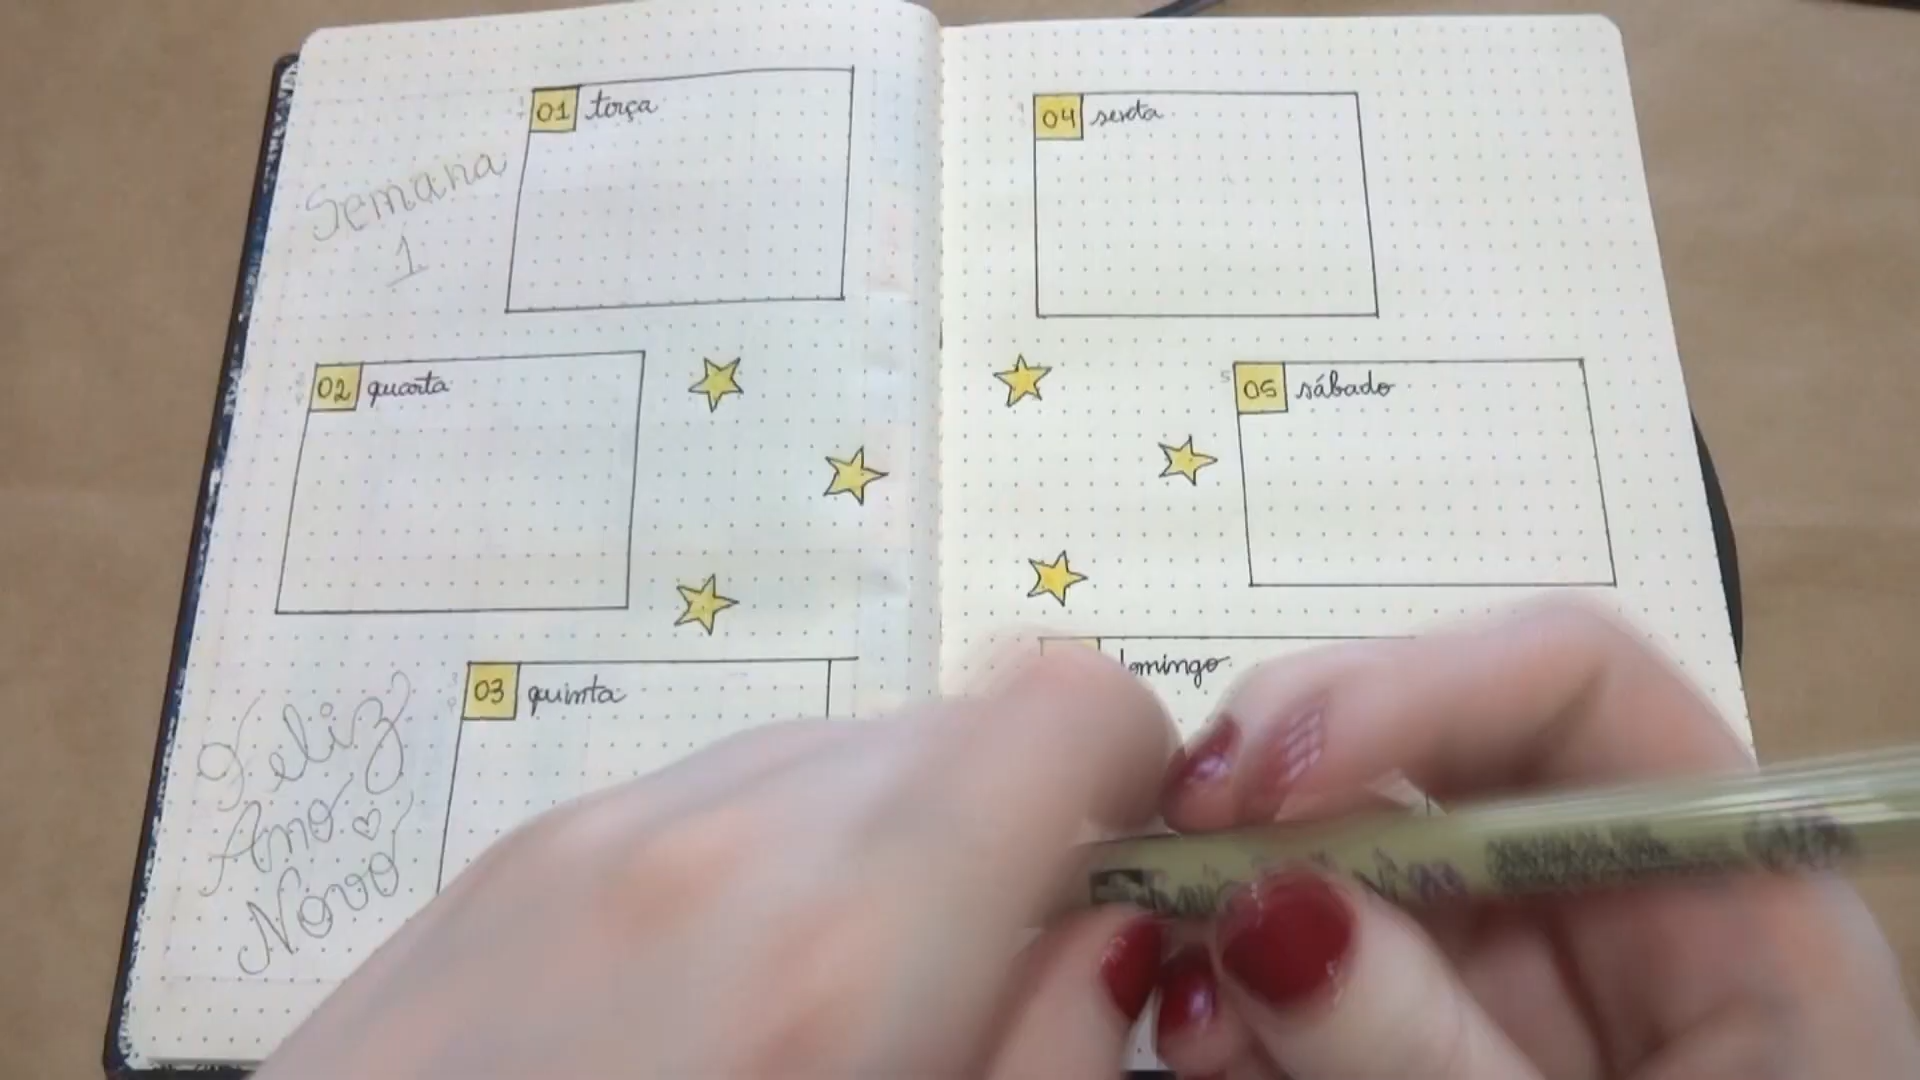 Semana
1
01 terça
02 quarta
03 quinta
Feliz
Ano
Novo
04 sexta
05 sábado
domingo